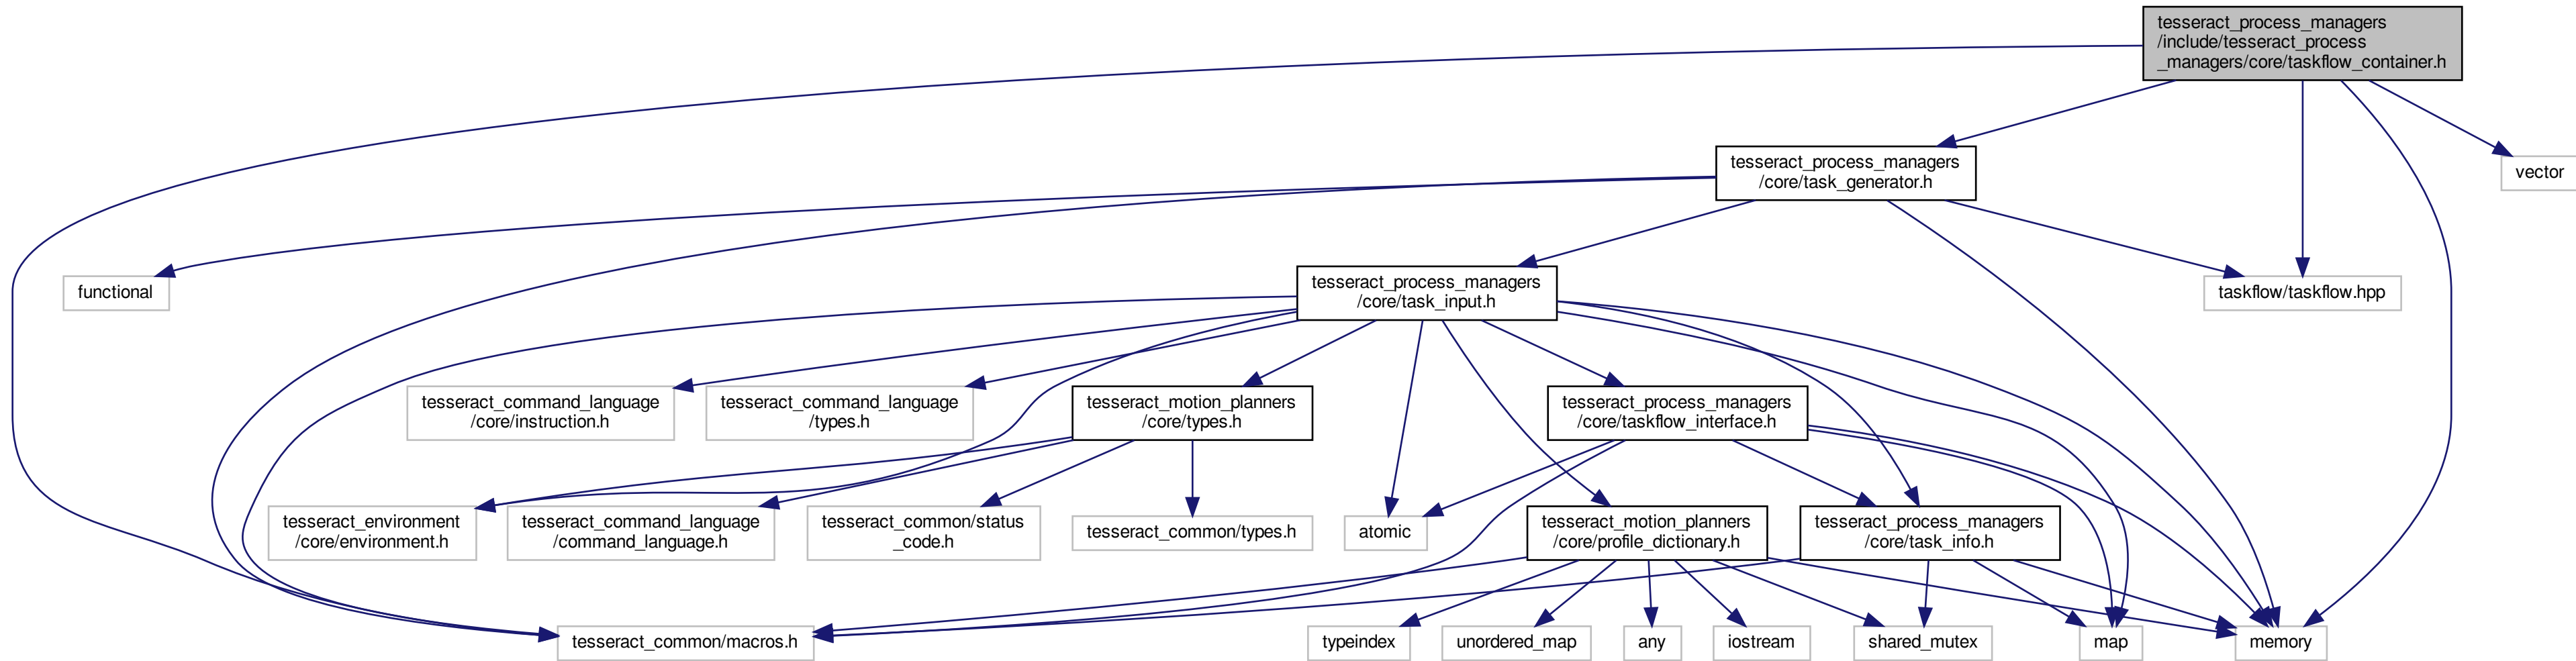 tesseract_process_managers
/include/tesseract_process
_managers/core/taskflow_container.h
tesseract_process_managers
/core/task_generator.h
vector
functional
tesseract_process_managers
/core/task_input.h
taskflow/taskflow.hpp
tesseract_command_language
/core/instruction.h
tesseract_command_language
/types.h
tesseract_motion_planners
/core/types.h
tesseract_process_managers
/core/taskflow_interface.h
tesseract_environment
/core/environment.h
tesseract_command_language
/command_language.h
tesseract_common/status
_code.h
tesseract_common/types.h
atomic
tesseract_motion_planners
/core/profile_dictionary.h
tesseract_process_managers
/core/task_info.h
tesseract_common/macros.h
typeindex
unordered_map
any
iostream
shared_mutex
map
memory